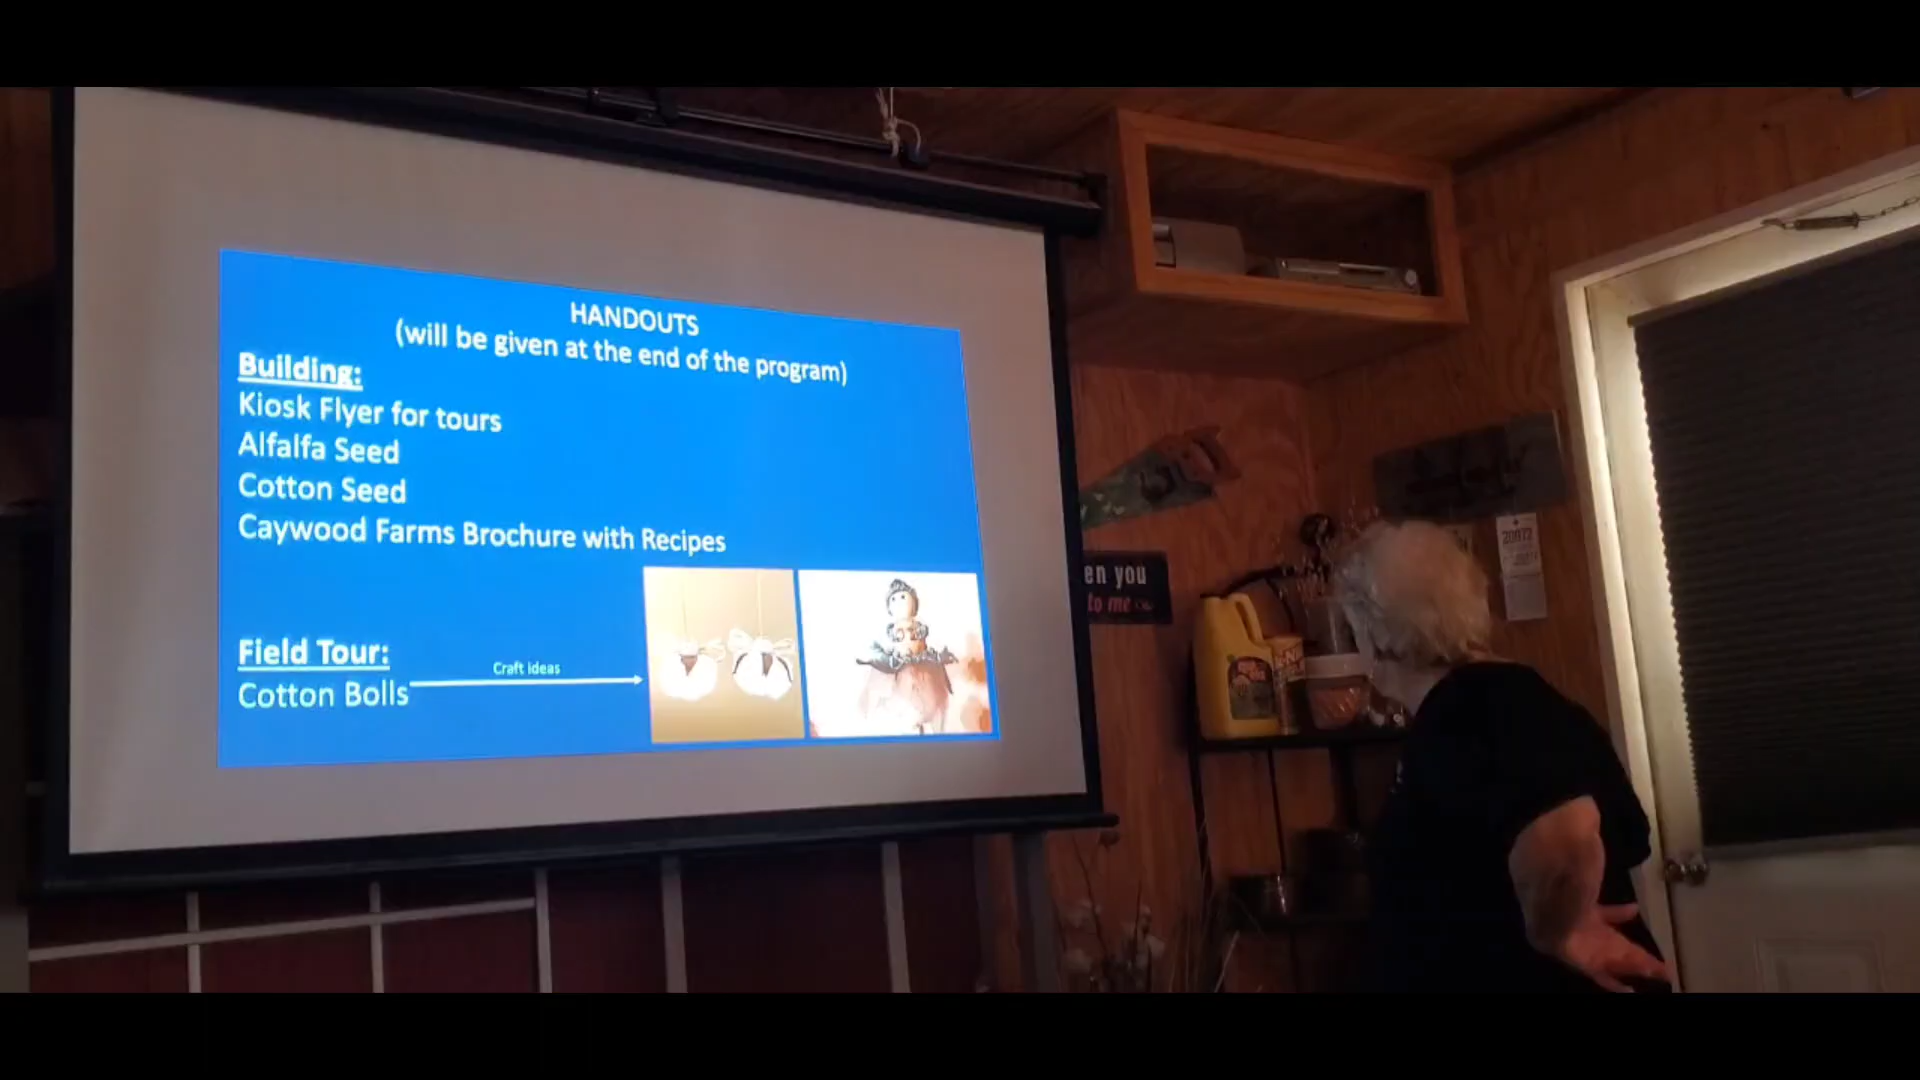 HANDOUTS
(will be given at the end of the program)
Building:
Kiosk Flyer for tours
Alfalfa Seed
Cotton Seed
Caywood Farms Brochure with Recipes
Field Tour:
Craft ideas
Cotton Bolls
en you
to me
20072